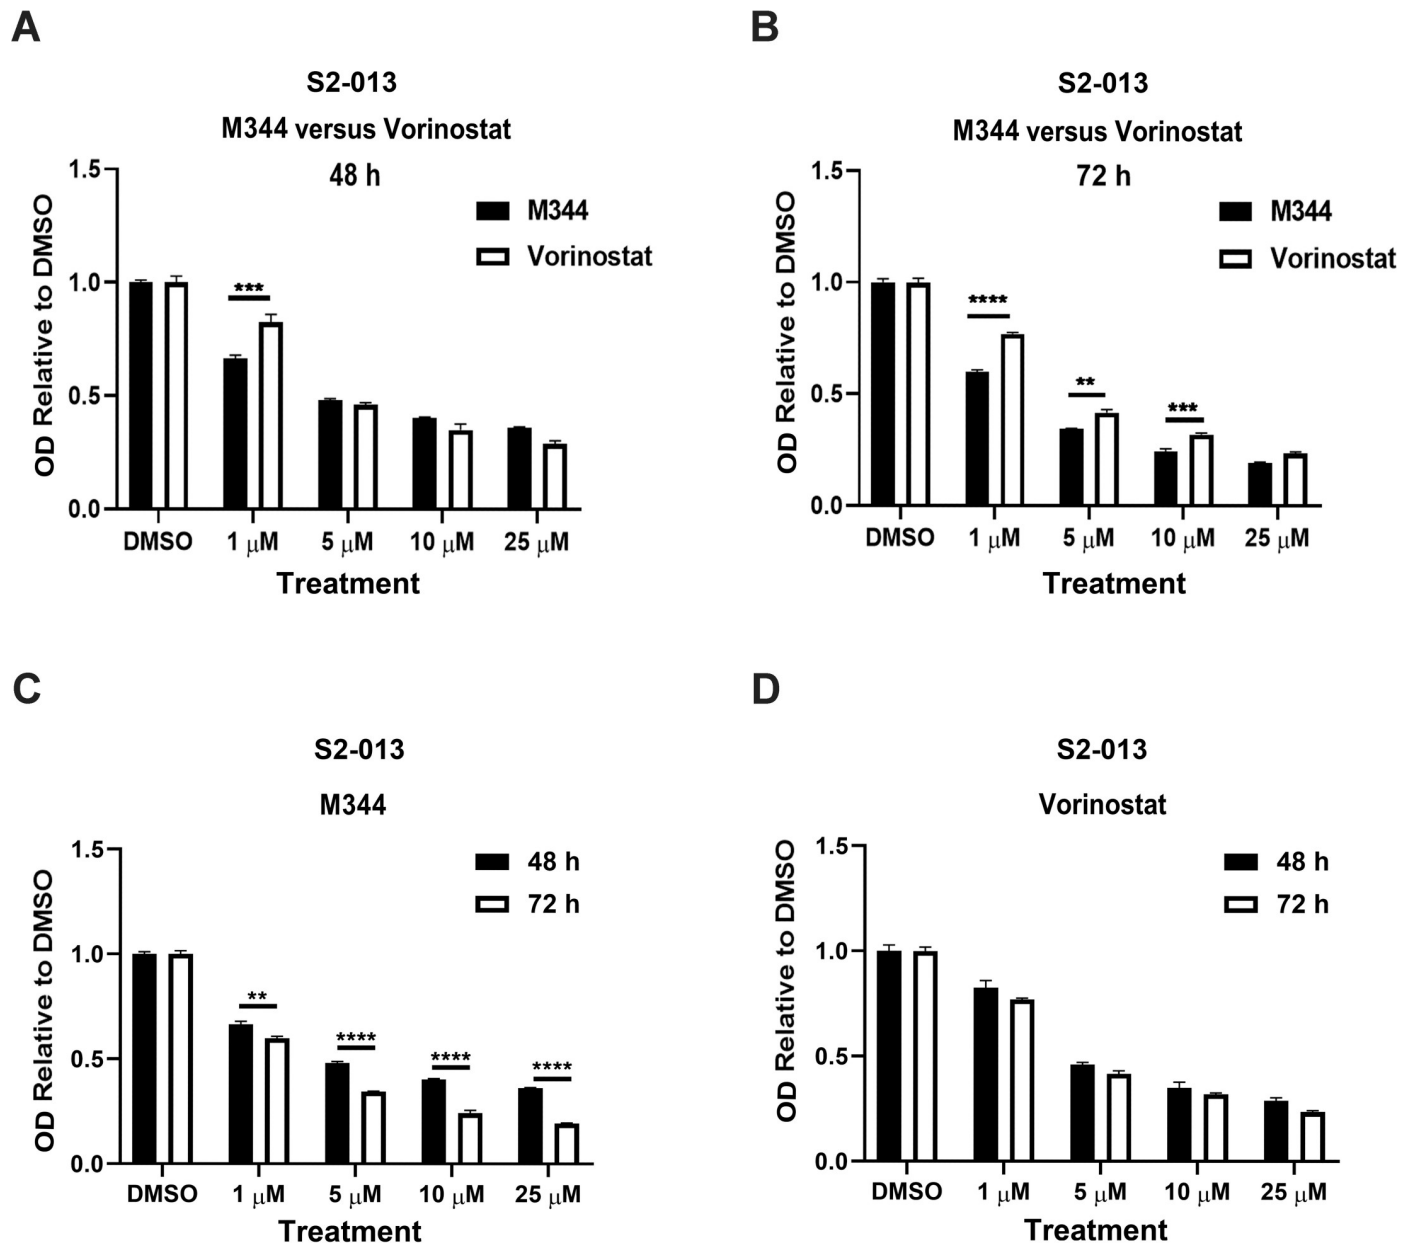 A
S2-013
M344 versus Vorinostat
48 h
M344
Vorinostat
OD Relative to DMSO
1.5
1.0
0.5
0.0
***
DMSO 1 μM 5 μM 10 μM 25 μM
Treatment
B
S2-013
M344 versus Vorinostat
72 h
M344
Vorinostat
OD Relative to DMSO
1.5
1.0
0.5
0.0
****
**
***
DMSO 1 μM 5 μM 10 μM 25 μM
Treatment
C
S2-013
M344
48 h
72 h
OD Relative to DMSO
1.5
1.0
0.5
0.0
**
****
****
****
DMSO 1 μM 5 μM 10 μM 25 μM
Treatment
D
S2-013
Vorinostat
48 h
72 h
OD Relative to DMSO
1.5
1.0
0.5
0.0
DMSO 1 μM 5 μM 10 μM 25 μM
Treatment